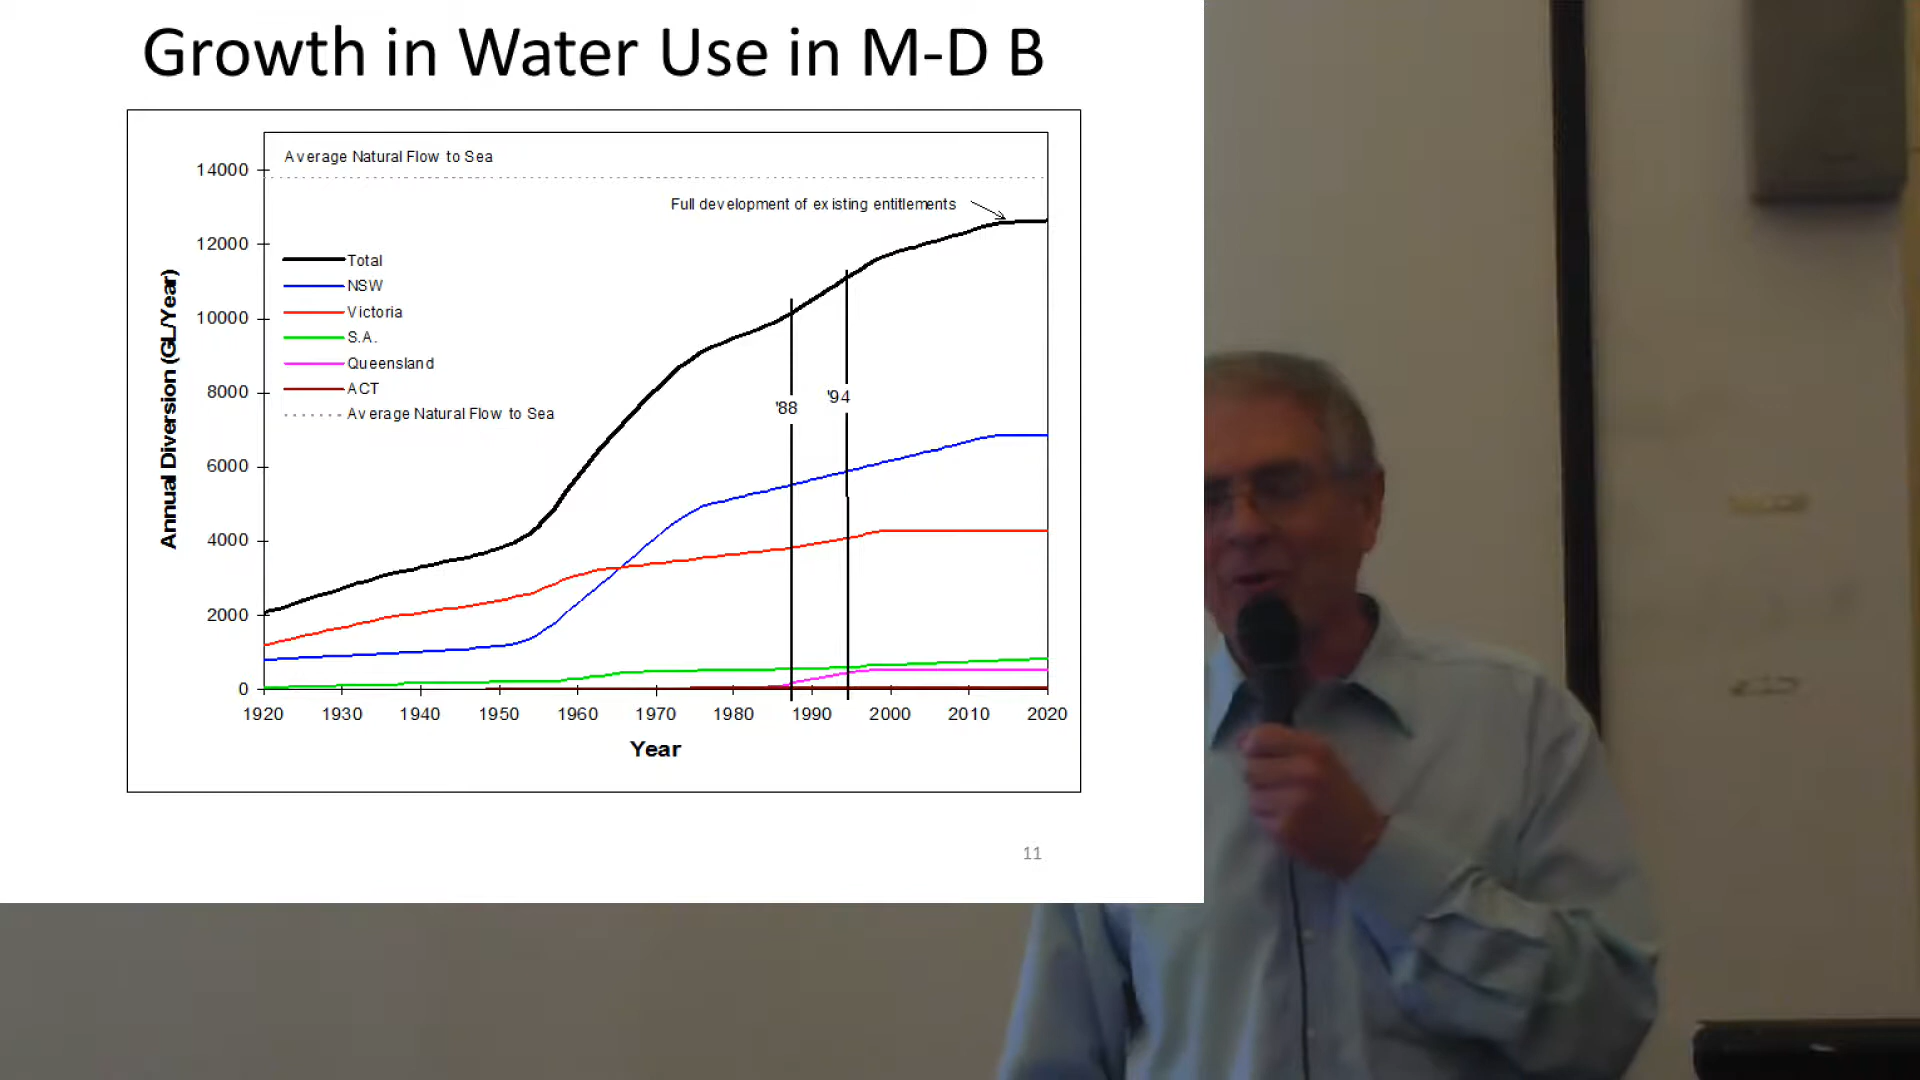 Growth in Water Use in M-D B
Average Natural Flow to Sea
Full development of existing entitlements
Total
NSW
Victoria
S.A.
Queensland
ACT
Average Natural Flow to Sea
'88
'94
Annual Diversion (GL/Year)
14000
12000
10000
8000
6000
4000
2000
0
1920 1930 1940 1950 1960 1970 1980 1990 2000 2010 2020
Year
11